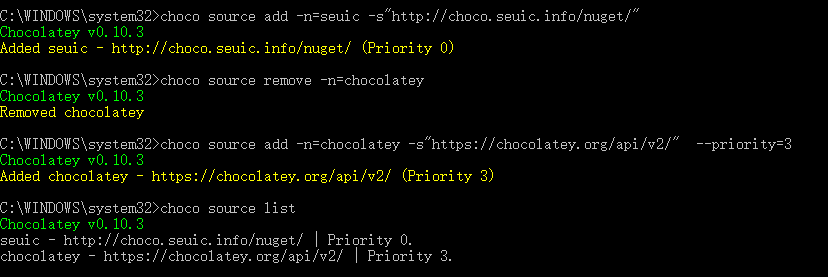 C:\WINDOWS\system32>choco source add -n=seuic -s"http://choco.seuic.info/nuget/"
Chocolatey v0.10.3
Added seuic - http://choco.seuic.info/nuget/ (Priority 0)
C:\WINDOWS\system32>choco source remove -n=chocolatey
Chocolatey v0.10.3
Removed chocolatey
C:\WINDOWS\system32>choco source add -n=chocolatey -s"https://chocolatey.org/api/v2/"  --priority=3
Chocolatey v0.10.3
Added chocolatey - https://chocolatey.org/api/v2/ (Priority 3)
C:\WINDOWS\system32>choco source list
Chocolatey v0.10.3
seuic - http://choco.seuic.info/nuget/ | Priority 0.
chocolatey - https://chocolatey.org/api/v2/ | Priority 3.